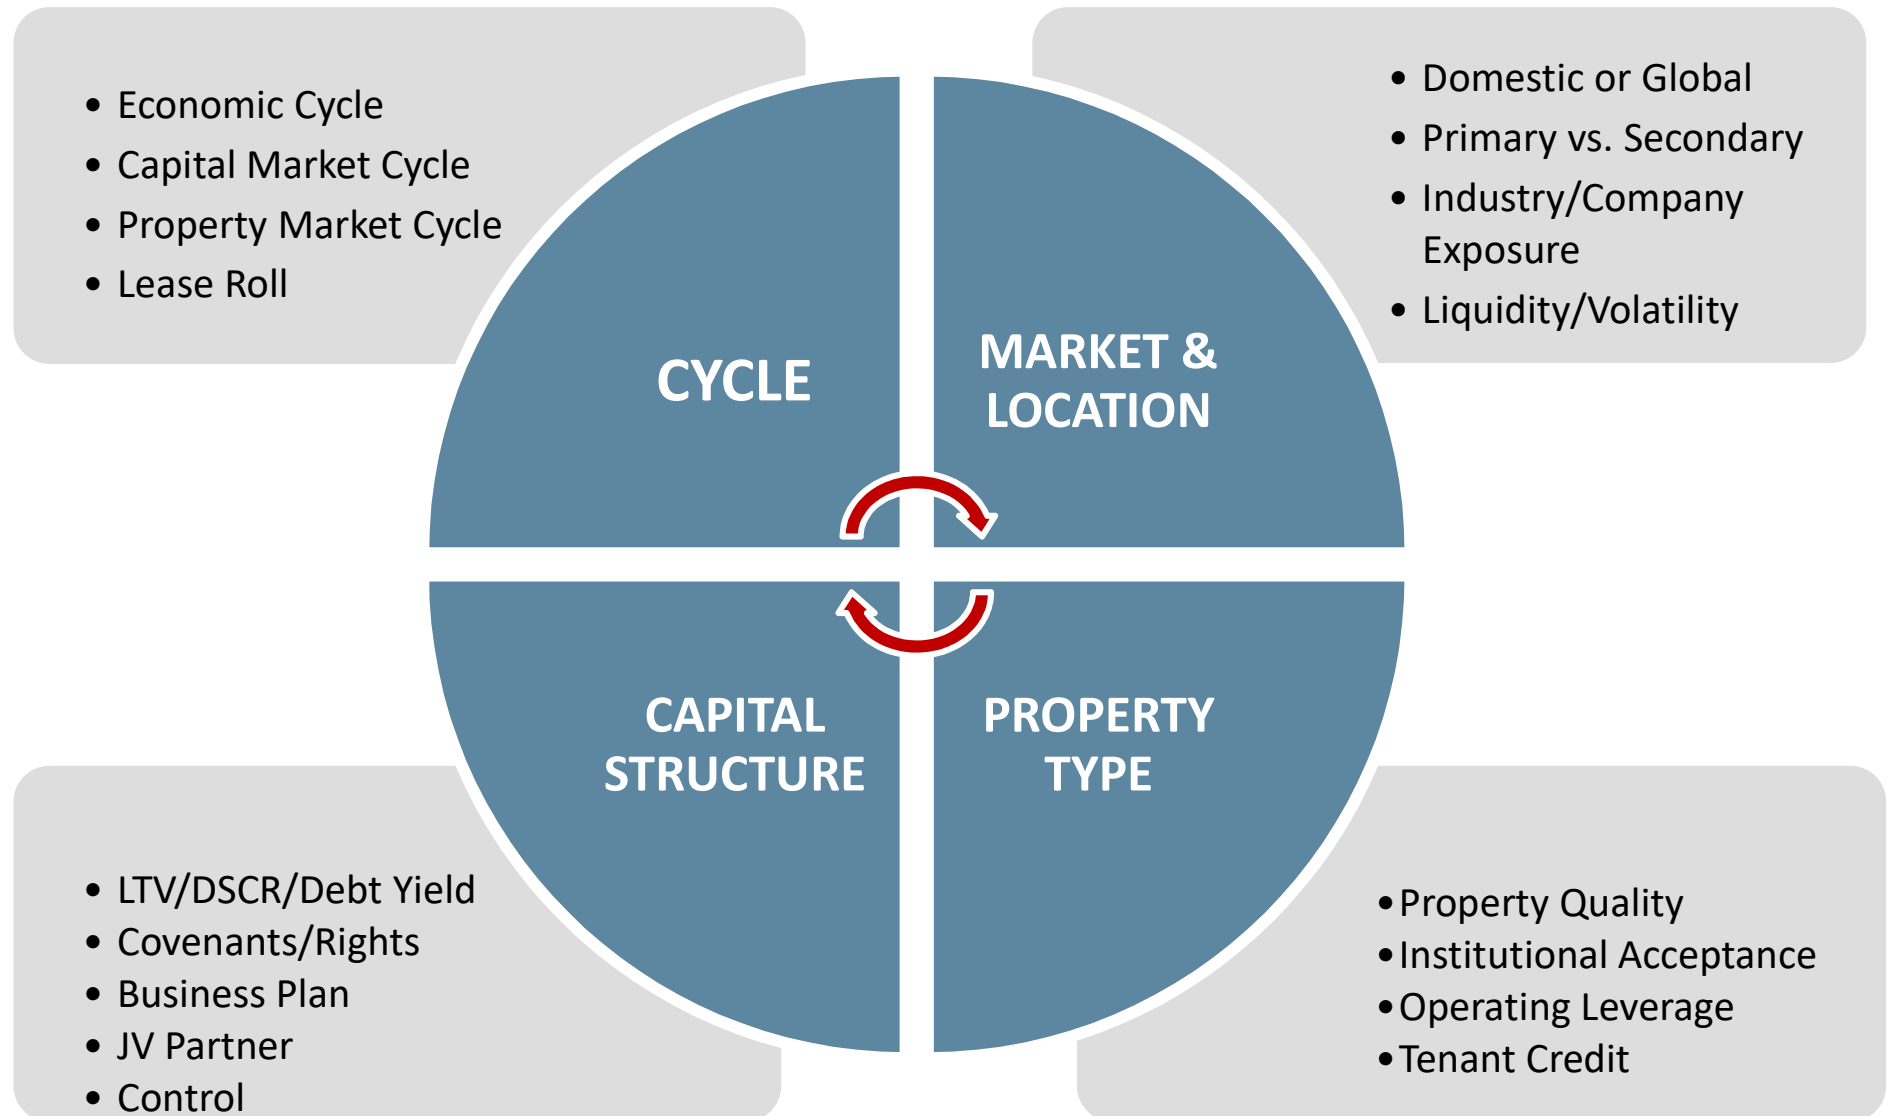 • Economic Cycle
• Capital Market Cycle
• Property Market Cycle
• Lease Roll
• Domestic or Global
• Primary vs. Secondary
• Industry/Company
Exposure
• Liquidity/Volatility
CYCLE
MARKET &
LOCATION
CAPITAL
STRUCTURE
PROPERTY
TYPE
• LTV/DSCR/Debt Yield
• Covenants/Rights
• Business Plan
• JV Partner
• Control
•Property Quality
•Institutional Acceptance
•Operating Leverage
•Tenant Credit